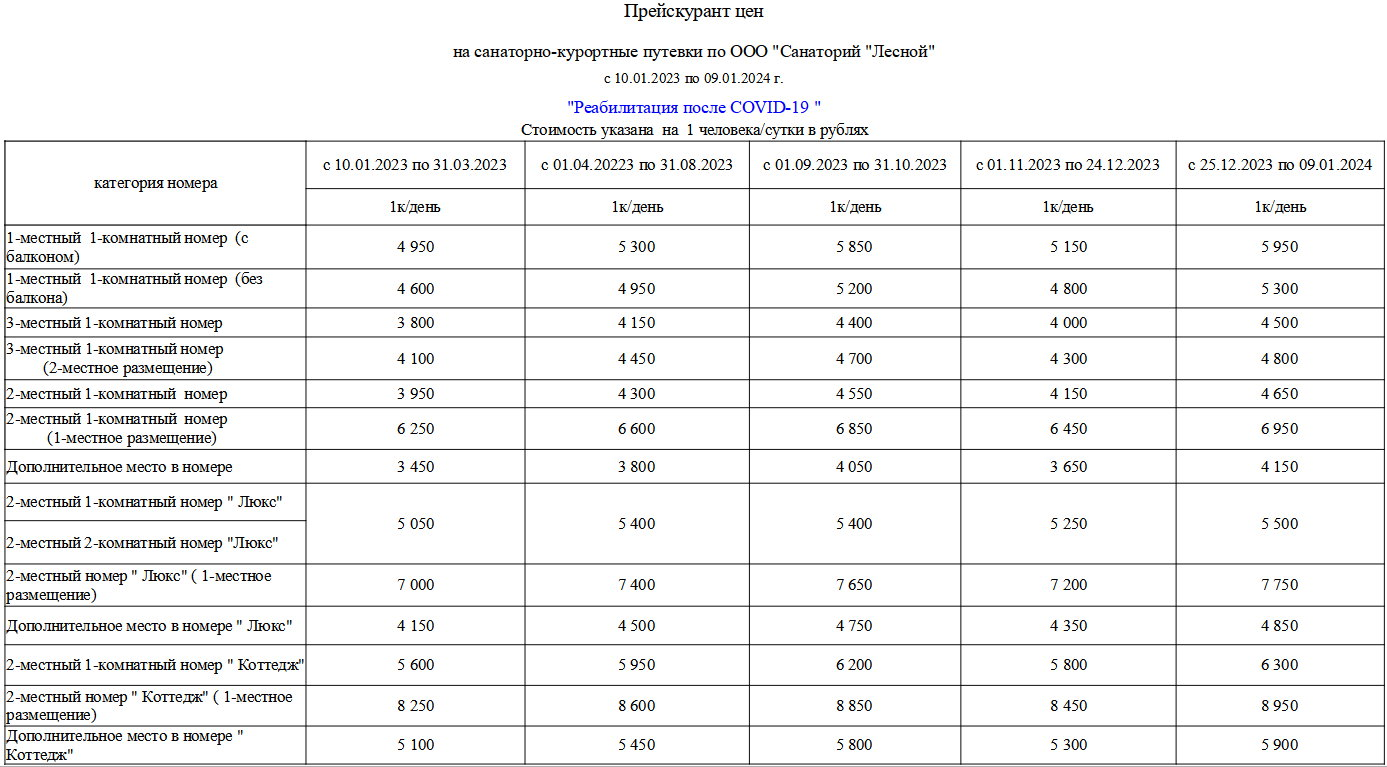 Прейскурант цен
на санаторно-курортные путевки по ООО "Санаторий "Лесной"
с 10.01.2023 по 09.01.2024 г.
"Реабилитация после COVID-19 "
Стоимость указана на 1 человека/сутки в рублях
категория номера
с 10.01.2023 по 31.03.2023 с 01.04.20223 по 31.08.2023 с 01.09.2023 по 31.10.2023 с 01.11.2023 по 24.12.2023 с 25.12.2023 по 09.01.2024
1к/день 1к/день 1к/день 1к/день 1к/день
1-местный 1-комнатный номер (с
балконом)
4 950 5 300 5 850 5 150 5 950
1-местный 1-комнатный номер (без
балкона)
4 600 4 950 5 200 4 800 5 300
3-местный 1-комнатный номер 3 800 4 150 4 400 4 000 4 500
3-местный 1-комнатный номер
(2-местное размещение)
4 100 4 450 4 700 4 300 4 800
2-местный 1-комнатный номер 3 950 4 300 4 550 4 150 4 650
2-местный 1-комнатный номер
(1-местное размещение)
6 250 6 600 6 850 6 450 6 950
Дополнительное место в номере 3 450 3 800 4 050 3 650 4 150
2-местный 1-комнатный номер " Люкс"
2-местный 2-комнатный номер "Люкс"
5 050 5 400 5 400 5 250 5 500
2-местный номер " Люкс" ( 1-местное
размещение)
7 000 7 400 7 650 7 200 7 750
Дополнительное место в номере " Люкс" 4 150 4 500 4 750 4 350 4 850
2-местный 1-комнатный номер " Коттедж" 5 600 5 950 6 200 5 800 6 300
2-местный номер " Коттедж" ( 1-местное
размещение)
8 250 8 600 8 850 8 450 8 950
Дополнительное место в номере "
Коттедж"
5 100 5 450 5 800 5 300 5 900